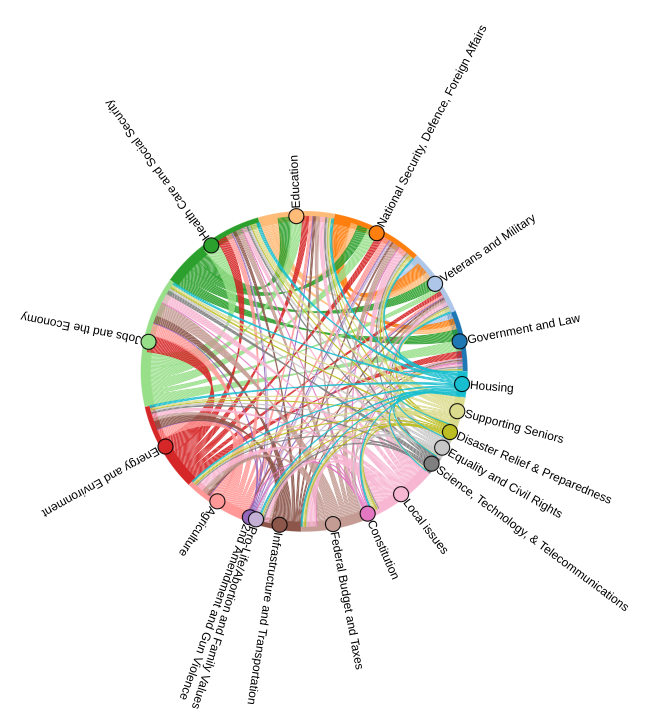 National Security, Defence, Foreign Affairs
Health Care and Social Security
Education
Veterans and Military
Jobs and the Economy
Government and Law
Housing
Supporting Seniors
Disaster Relief & Preparedness
Equality and Civil Rights
Science, Technology, & Telecommunications
Energy and Environment
Agriculture
Local issues
Constitution
Federal Budget and Taxes
Infrastructure and Transportation
Pro-Life/Abortion and Family Values
2nd Amendment and Gun Violence